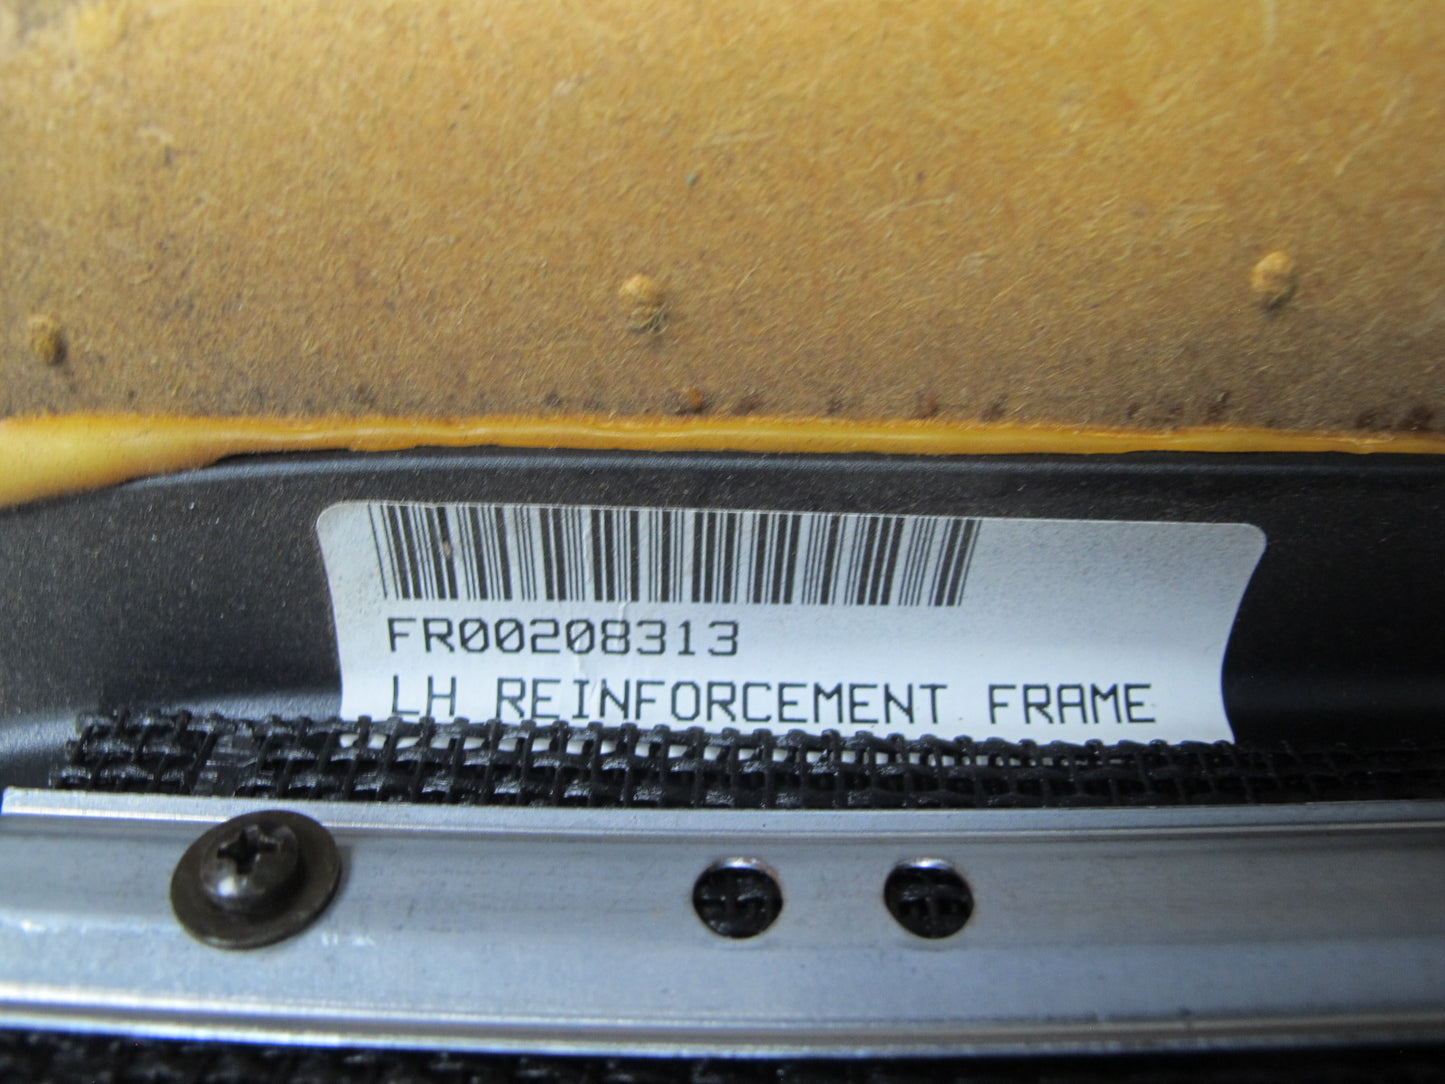 FR00208313
LH REINFORCEMENT FRAME